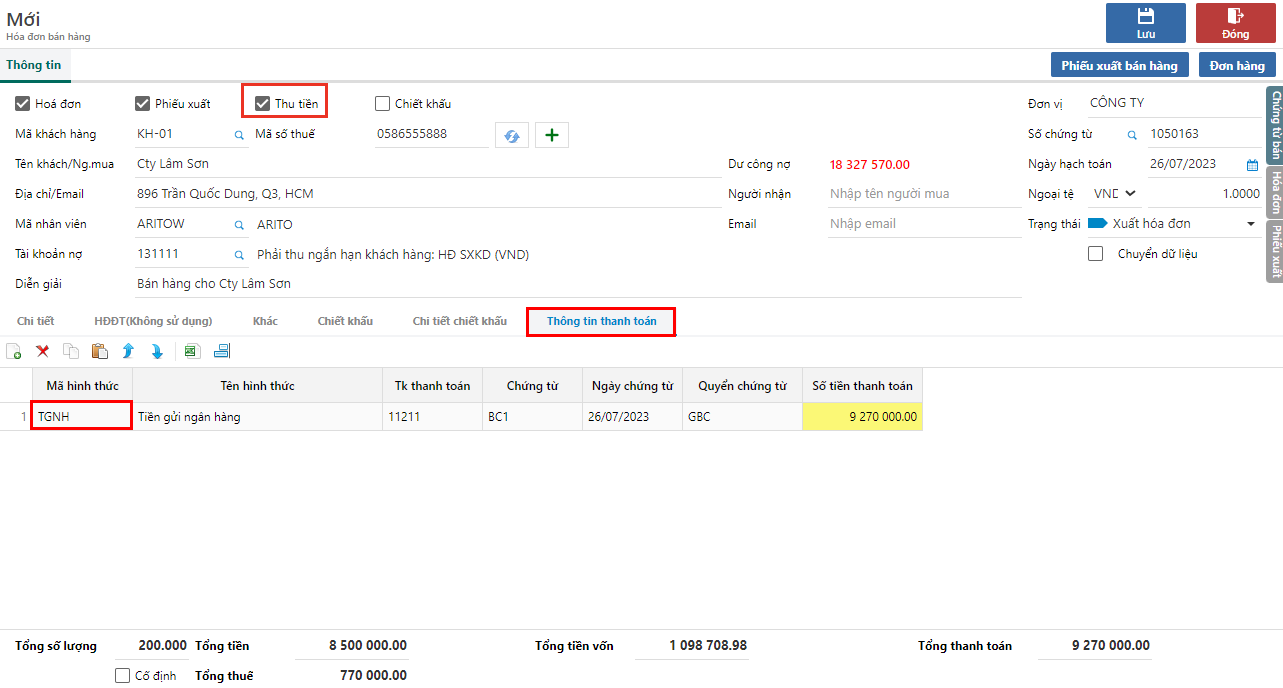 Mới
Hóa đơn bán hàng
Lưu
Đóng
Thông tin
Phiếu xuất bán hàng
Đơn hàng
Hoá đơn Phiếu xuất Thu tiền Chiết khấu Đơn vị CÔNG TY
Mã khách hàng KH-01 Mã số thuế 0586555888 Số chứng từ 1050163
Tên khách/Ng.mua Cty Lâm Sơn Dư công nợ 18 327 570.00 Ngày hạch toán 26/07/2023
Địa chỉ/Email 896 Trần Quốc Dung, Q3, HCM Người nhận Nhập tên người mua Ngoại tệ VND 1.0000
Mã nhân viên ARITOW ARITO Email Nhập email Trạng thái Xuất hóa đơn
Tài khoản nợ 131111 Phải thu ngắn hạn khách hàng: HĐ SXKD (VND) Chuyển dữ liệu
Diễn giải Bán hàng cho Cty Lâm Sơn
Chứng từ bán
Hóa đơn
Phiếu xuất
Chi tiết HĐĐT(Không sử dụng) Khác Chiết khấu Chi tiết chiết khấu Thông tin thanh toán
Mã hình thức Tên hình thức Tk thanh toán Chứng từ Ngày chứng từ Quyển chứng từ Số tiền thanh toán
1 TGNH Tiền gửi ngân hàng 11211 BC1 26/07/2023 GBC 9 270 000.00
Tổng số lượng 200.000 Tổng tiền 8 500 000.00 Tổng tiền vốn 1 098 708.98 Tổng thanh toán 9 270 000.00
Cố định Tổng thuế 770 000.00